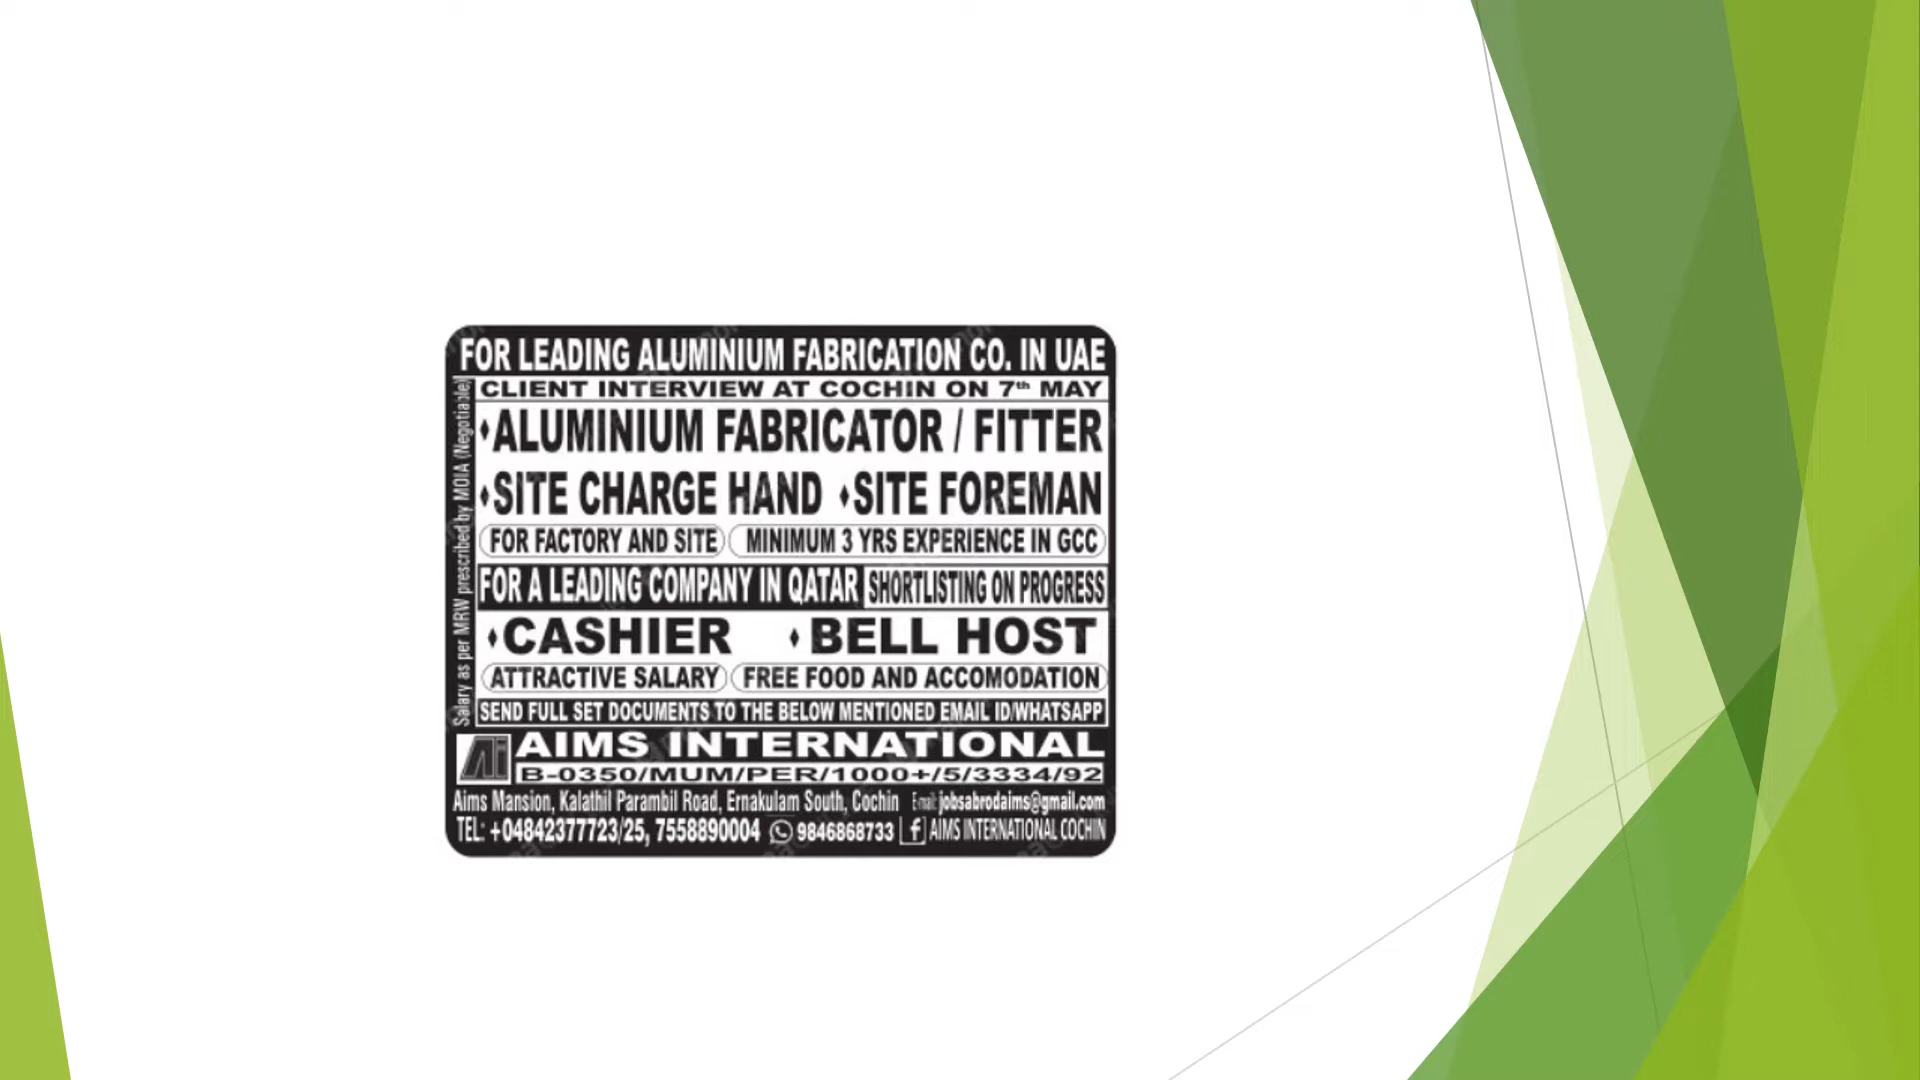 FOR LEADING ALUMINIUM FABRICATION CO. IN UAE
Salary as per MRW prescribed by MOIA (Negotiable)
CLIENT INTERVIEW AT COCHIN ON 7th MAY
⬧ALUMINIUM FABRICATOR / FITTER
⬧SITE CHARGE HAND ⬧SITE FOREMAN
FOR FACTORY AND SITE MINIMUM 3 YRS EXPERIENCE IN GCC
FOR A LEADING COMPANY IN QATAR SHORTLISTING ON PROGRESS
⬧CASHIER ⬧BELL HOST
ATTRACTIVE SALARY FREE FOOD AND ACCOMODATION
SEND FULL SET DOCUMENTS TO THE BELOW MENTIONED EMAIL ID/WHATSAPP
Ai AIMS INTERNATIONAL
B-0350/MUM/PER/1000+/5/3334/92
Aims Mansion, Kalathil Parambil Road, Ernakulam South, Cochin Email: jobsabrodaims@gmail.com
TEL: +04842377723/25, 7558890004 9846868733 f AIMS INTERNATIONAL COCHIN